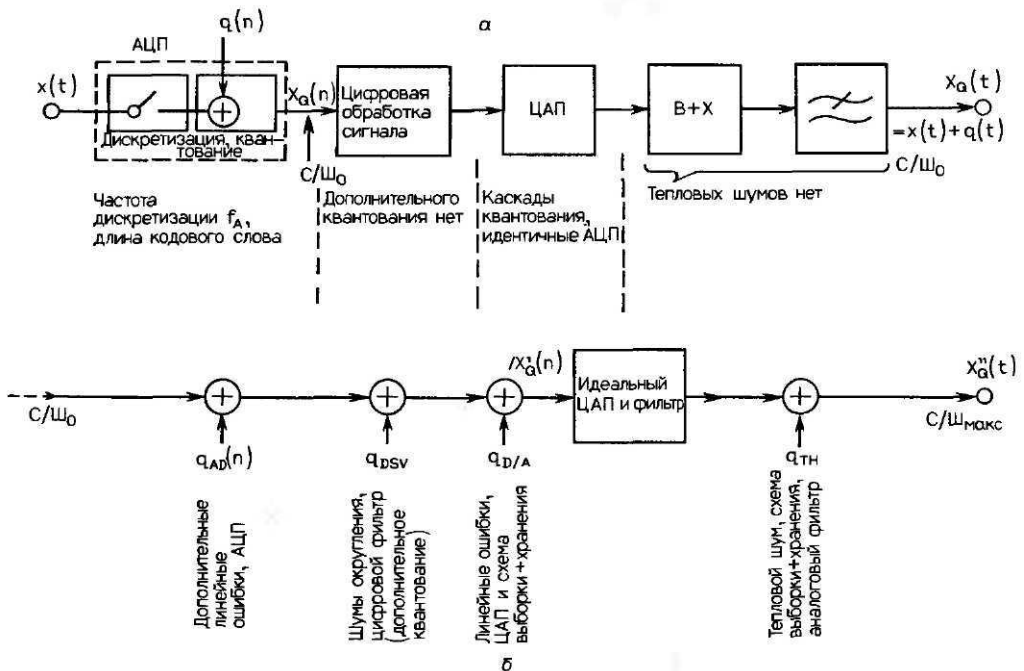 q(n)
а
АЦП
x(t)
X_Q(n)
Дискретизация, кван-
тование
Цифровая
обработка
сигнала
ЦАП
В+Х
X_Q(t)
=x(t)+q(t)
С/Ш₀
С/Ш₀
Частота
дискретизации f_A,
длина кодового слова
Дополнительного
квантования нет
Каскады
квантования,
идентичные АЦП
Тепловых шумов нет
/X'_Q(n)
Идеальный
ЦАП и фильтр
X"_Q(t)
С/Ш₀
С/Ш_макс
q_AD(n)
q_DSV
q_D/A
q_TH
Дополнительные
линейные
ошибки, АЦП
Шумы округления,
цифровой фильтр
(дополнительное
квантование)
Линейные ошибки,
ЦАП и схема
выборки+хранения
Тепловой шум, схема
выборки+хранения,
аналоговый фильтр
б